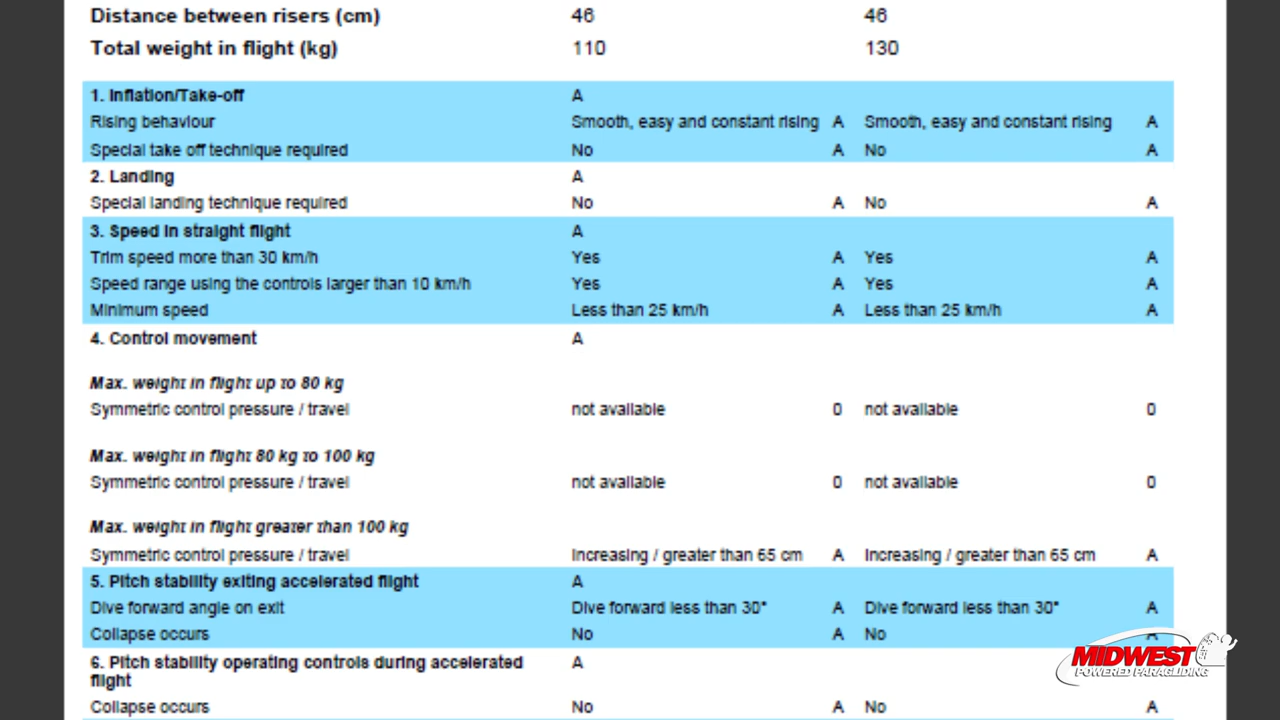 Distance between risers (cm) 46 46
Total weight in flight (kg) 110 130
1. Inflation/Take-off A
Rising behaviour Smooth, easy and constant rising A Smooth, easy and constant rising A
Special take off technique required No A No A
2. Landing A
Special landing technique required No A No A
3. Speed in straight flight A
Trim speed more than 30 km/h Yes A Yes A
Speed range using the controls larger than 10 km/h Yes A Yes A
Minimum speed Less than 25 km/h A Less than 25 km/h A
4. Control movement A
Max. weight in flight up to 80 kg
Symmetric control pressure / travel not available 0 not available 0
Max. weight in flight 80 kg to 100 kg
Symmetric control pressure / travel not available 0 not available 0
Max. weight in flight greater than 100 kg
Symmetric control pressure / travel Increasing / greater than 65 cm A Increasing / greater than 65 cm A
5. Pitch stability exiting accelerated flight A
Dive forward angle on exit Dive forward less than 30° A Dive forward less than 30° A
Collapse occurs No A No A
6. Pitch stability operating controls during accelerated A
flight
Collapse occurs No A No A
MIDWEST
POWERED PARAGLIDING